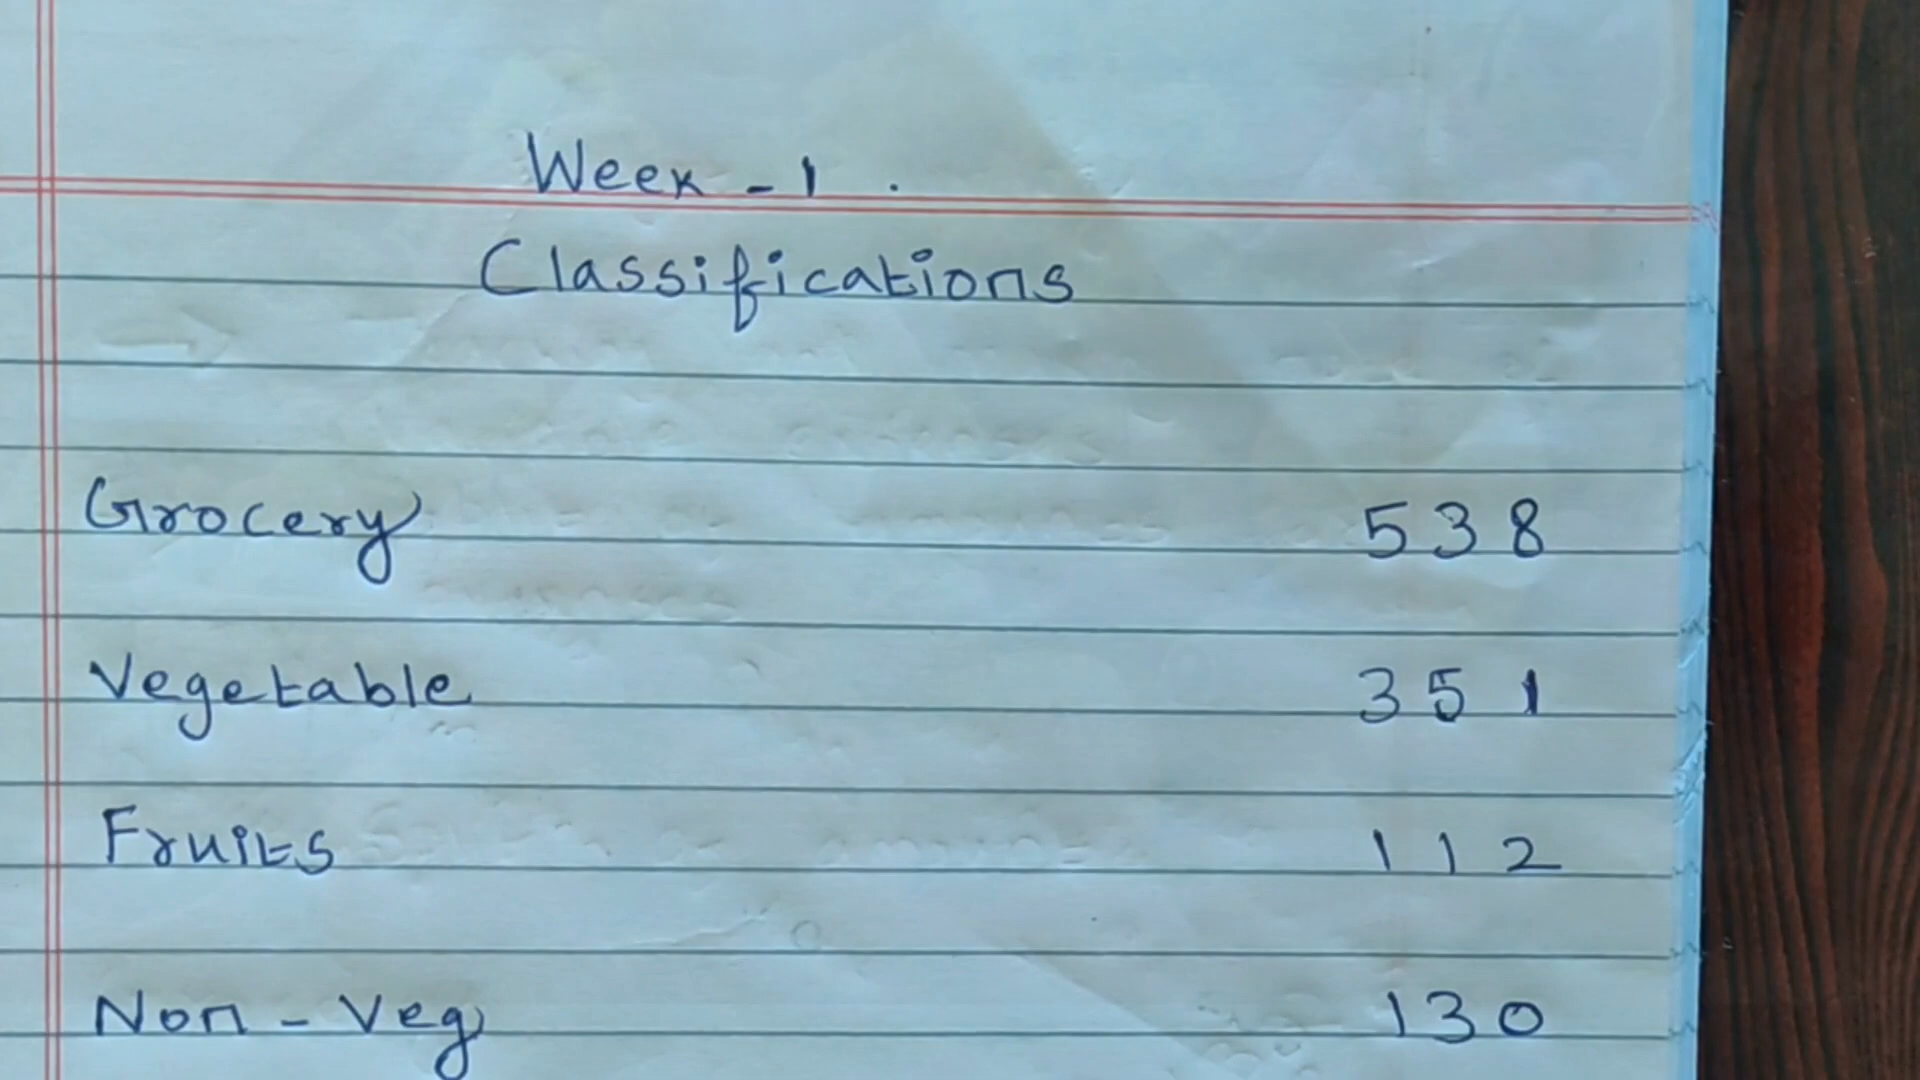 Week - 1.
Classifications
Grocery 538
Vegetable 351
Fruits 112
Non - Veg 130